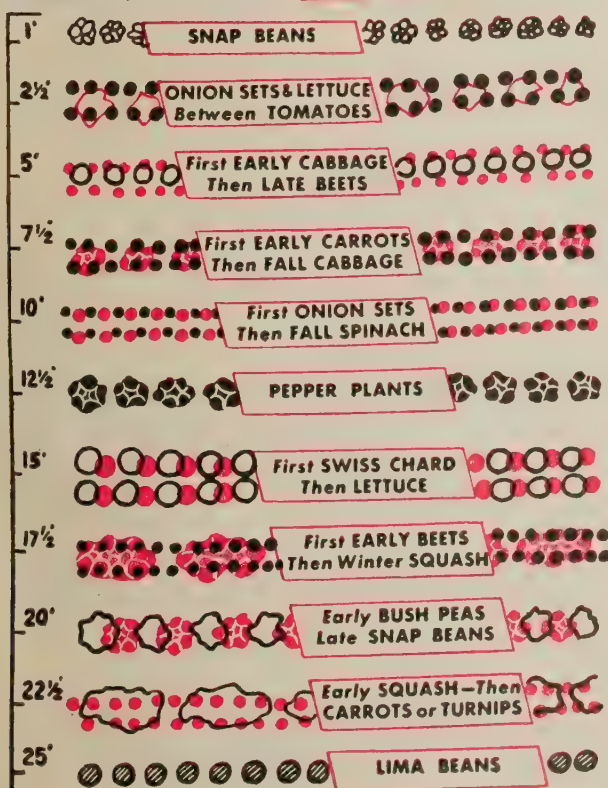 1'
SNAP BEANS
2½'
ONION SETS & LETTUCE
Between TOMATOES
5'
First EARLY CABBAGE
Then LATE BEETS
7½'
First EARLY CARROTS
Then FALL CABBAGE
10'
First ONION SETS
Then FALL SPINACH
12½'
PEPPER PLANTS
15'
First SWISS CHARD
Then LETTUCE
17½'
First EARLY BEETS
Then Winter SQUASH
20'
Early BUSH PEAS
Late SNAP BEANS
22½'
Early SQUASH—Then
CARROTS or TURNIPS
25'
LIMA BEANS